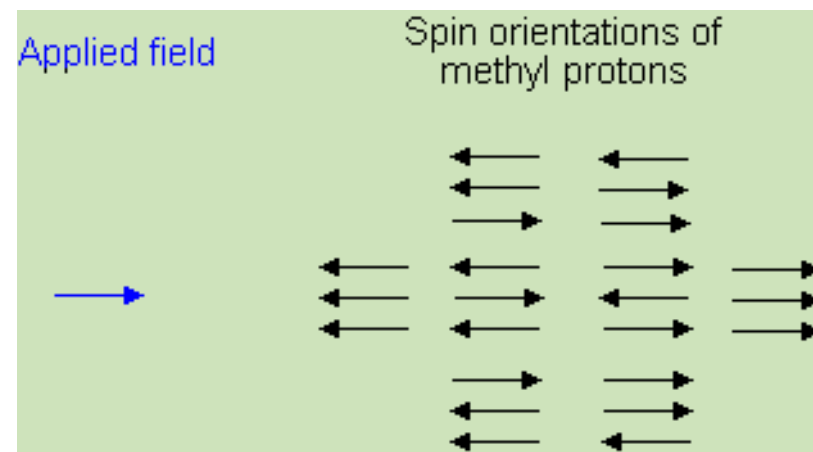 Applied field
Spin orientations of
methyl protons